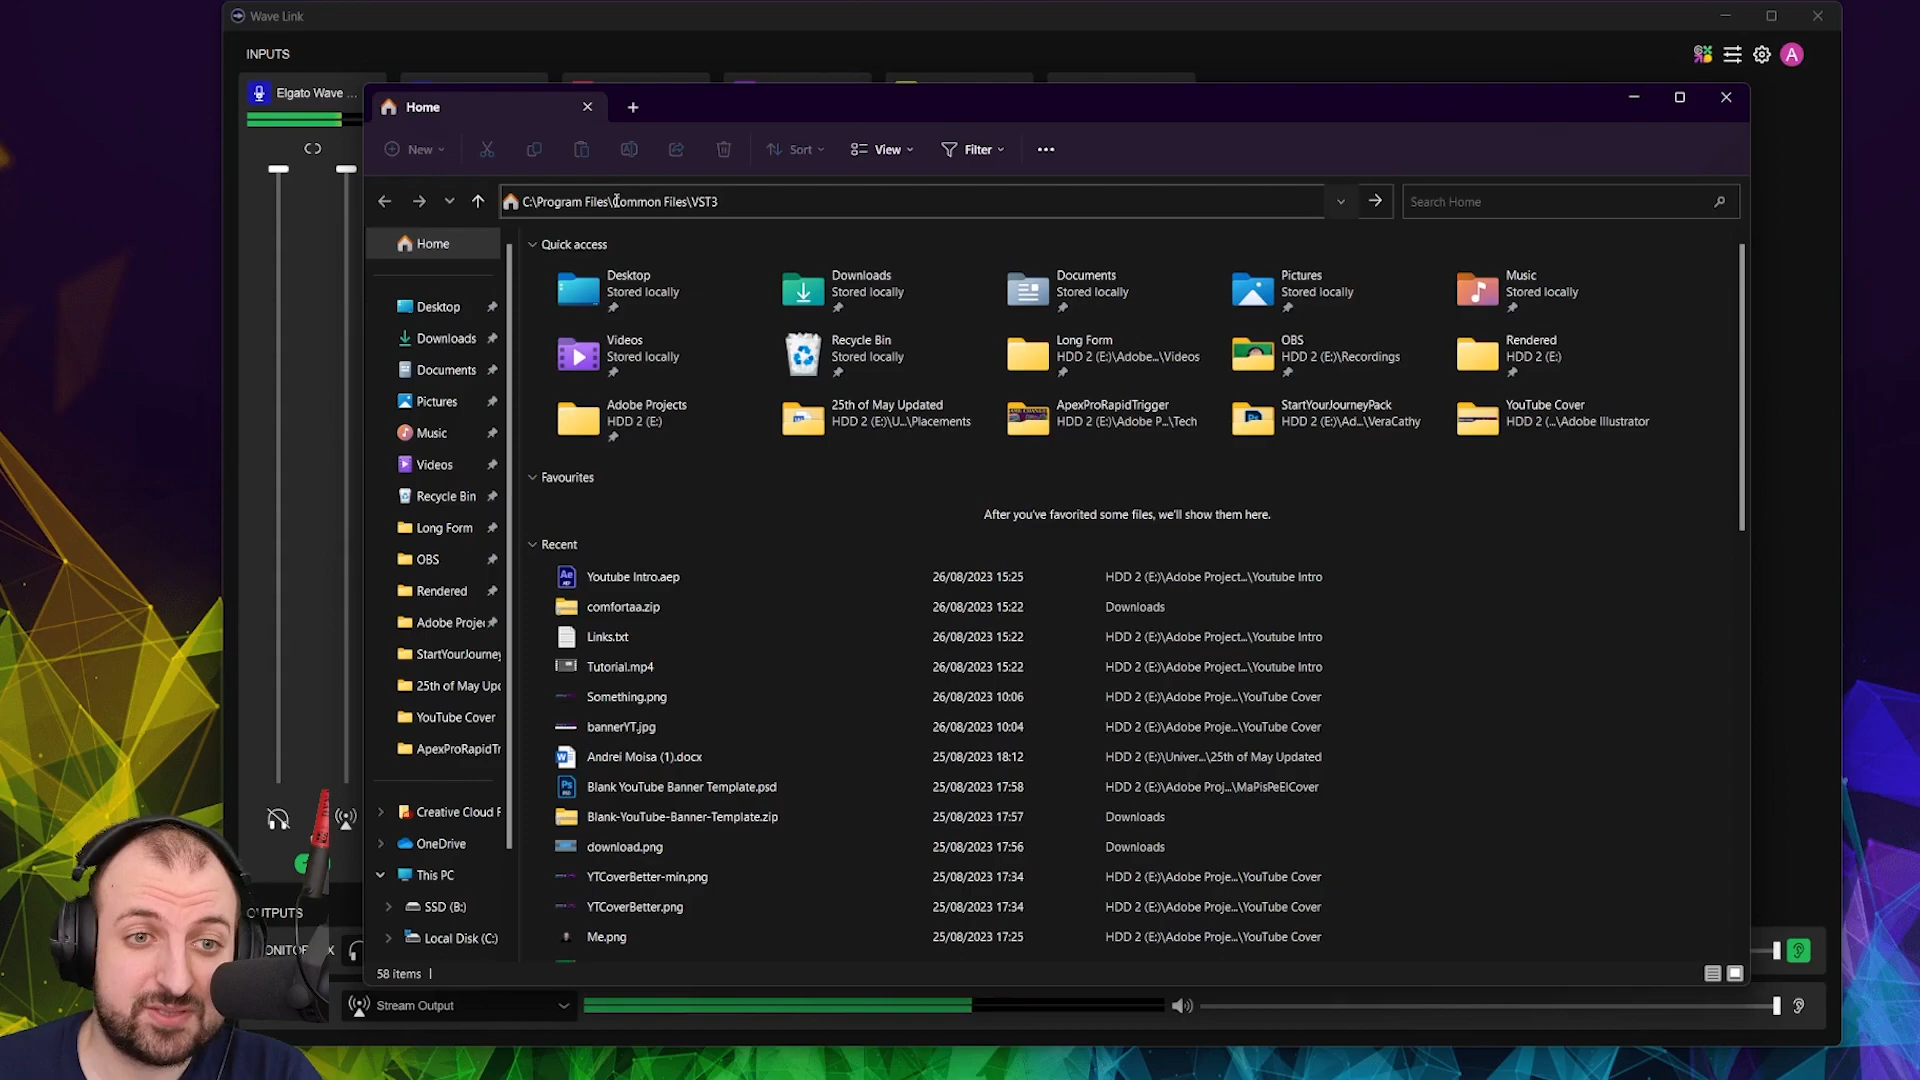 Wave Link
INPUTS
A
Elgato Wave ...
Home
New
Sort
View
Filter
C:\Program Files\Common Files\VST3
Search Home
Home
Desktop
Downloads
Documents
Pictures
Music
Videos
Recycle Bin
Long Form
OBS
Rendered
Adobe Projec
StartYourJourney
25th of May Upd
YouTube Cover
ApexProRapidTr
Creative Cloud F
OneDrive
This PC
SSD (B:)
Local Disk (C:)
Quick access
Desktop
Stored locally
Downloads
Stored locally
Documents
Stored locally
Pictures
Stored locally
Music
Stored locally
Videos
Stored locally
Recycle Bin
Stored locally
Long Form
HDD 2 (E:)\Adobe...\Videos
OBS
HDD 2 (E:)\Recordings
Rendered
HDD 2 (E:)
Adobe Projects
HDD 2 (E:)
25th of May Updated
HDD 2 (E:)\U...\Placements
ApexProRapidTrigger
HDD 2 (E:)\Adobe P...\Tech
StartYourJourneyPack
HDD 2 (E:)\Ad...\VeraCathy
YouTube Cover
HDD 2 (...\Adobe Illustrator
Favourites
After you've favorited some files, we'll show them here.
Recent
Youtube Intro.aep 26/08/2023 15:25 HDD 2 (E:)\Adobe Project...\Youtube Intro
comfortaa.zip 26/08/2023 15:22 Downloads
Links.txt 26/08/2023 15:22 HDD 2 (E:)\Adobe Project...\Youtube Intro
Tutorial.mp4 26/08/2023 15:22 HDD 2 (E:)\Adobe Project...\Youtube Intro
Something.png 26/08/2023 10:06 HDD 2 (E:)\Adobe Proje...\YouTube Cover
bannerYT.jpg 26/08/2023 10:04 HDD 2 (E:)\Adobe Proje...\YouTube Cover
Andrei Moisa (1).docx 25/08/2023 18:12 HDD 2 (E:)\Univer...\25th of May Updated
Blank YouTube Banner Template.psd 25/08/2023 17:58 HDD 2 (E:)\Adobe Proj...\MaPisPeElCover
Blank-YouTube-Banner-Template.zip 25/08/2023 17:57 Downloads
download.png 25/08/2023 17:56 Downloads
YTCoverBetter-min.png 25/08/2023 17:34 HDD 2 (E:)\Adobe Proje...\YouTube Cover
YTCoverBetter.png 25/08/2023 17:34 HDD 2 (E:)\Adobe Proje...\YouTube Cover
Me.png 25/08/2023 17:25 HDD 2 (E:)\Adobe Proje...\YouTube Cover
58 items
OUTPUTS
Stream Output